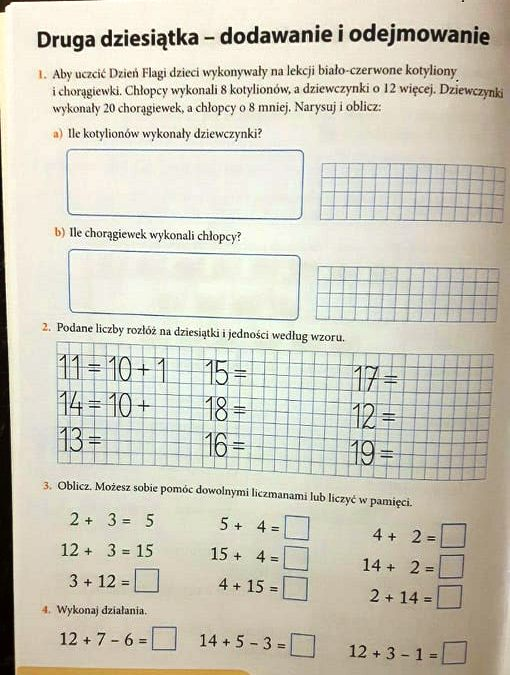 Druga dziesiątka – dodawanie i odejmowanie
1. Aby uczcić Dzień Flagi dzieci wykonywały na lekcji biało-czerwone kotyliony
i chorągiewki. Chłopcy wykonali 8 kotylionów, a dziewczynki o 12 więcej. Dziewczynki
wykonały 20 chorągiewek, a chłopcy o 8 mniej. Narysuj i oblicz:
a) Ile kotylionów wykonały dziewczynki?
b) Ile chorągiewek wykonali chłopcy?
2. Podane liczby rozłóż na dziesiątki i jedności według wzoru.
11 = 10 + 1 15 = 17 =
14 = 10 + 18 = 12 =
13 = 16 = 19 =
3. Oblicz. Możesz sobie pomóc dowolnymi liczmanami lub liczyć w pamięci.
2 + 3 = 5 5 + 4 = 4 + 2 =
12 + 3 = 15 15 + 4 = 14 + 2 =
3 + 12 = 4 + 15 = 2 + 14 =
4. Wykonaj działania.
12 + 7 – 6 = 14 + 5 – 3 = 12 + 3 – 1 =